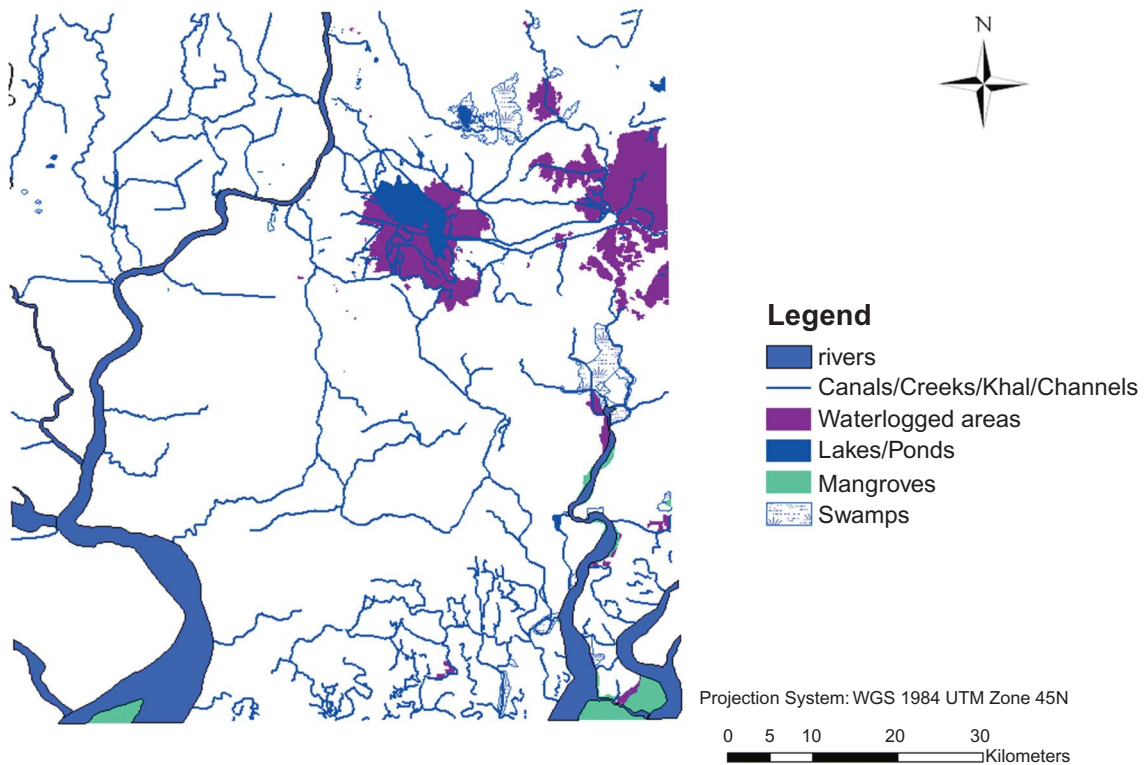 N
Legend
rivers
Canals/Creeks/Khal/Channels
Waterlogged areas
Lakes/Ponds
Mangroves
Swamps
Projection System: WGS 1984 UTM Zone 45N
0 5 10 20 30
Kilometers